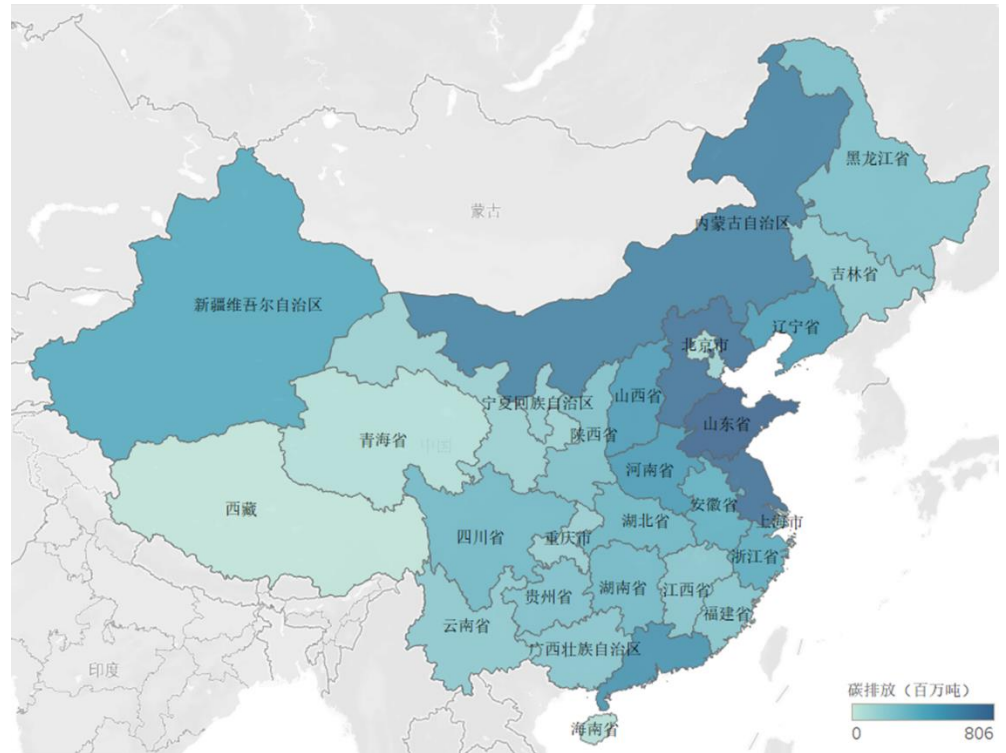 黑龙江省
蒙古
内蒙古自治区
吉林省
新疆维吾尔自治区
辽宁省
北京市
山西省
宁夏回族自治区
山东省
陕西省
青海省
中国
河南省
西藏
安徽省
湖北省
上海市
四川省
重庆市
浙江省
湖南省
江西省
贵州省
福建省
云南省
广西壮族自治区
印度
碳排放（百万吨）
海南省
0 806